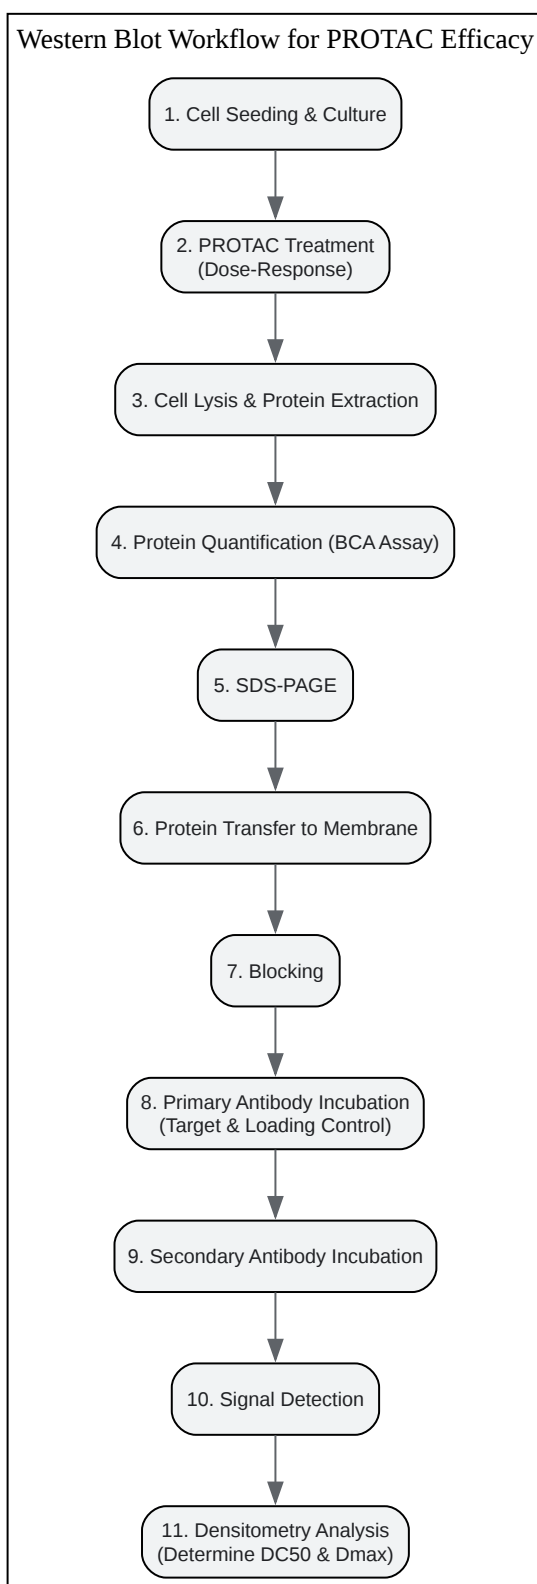 Western Blot Workflow for PROTAC Efficacy
1. Cell Seeding & Culture
2. PROTAC Treatment
(Dose-Response)
3. Cell Lysis & Protein Extraction
4. Protein Quantification (BCA Assay)
5. SDS-PAGE
6. Protein Transfer to Membrane
7. Blocking
8. Primary Antibody Incubation
(Target & Loading Control)
9. Secondary Antibody Incubation
10. Signal Detection
11. Densitometry Analysis
(Determine DC50 & Dmax)